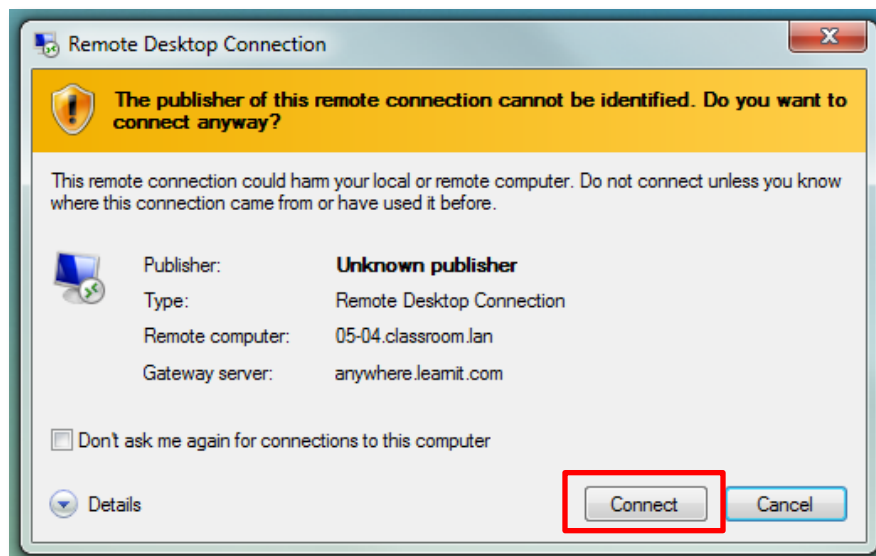 Remote Desktop Connection
The publisher of this remote connection cannot be identified. Do you want to
connect anyway?
This remote connection could harm your local or remote computer. Do not connect unless you know
where this connection came from or have used it before.
Publisher: Unknown publisher
Type: Remote Desktop Connection
Remote computer: 05-04.classroom.lan
Gateway server: anywhere.learnit.com
Don't ask me again for connections to this computer
Details Connect Cancel